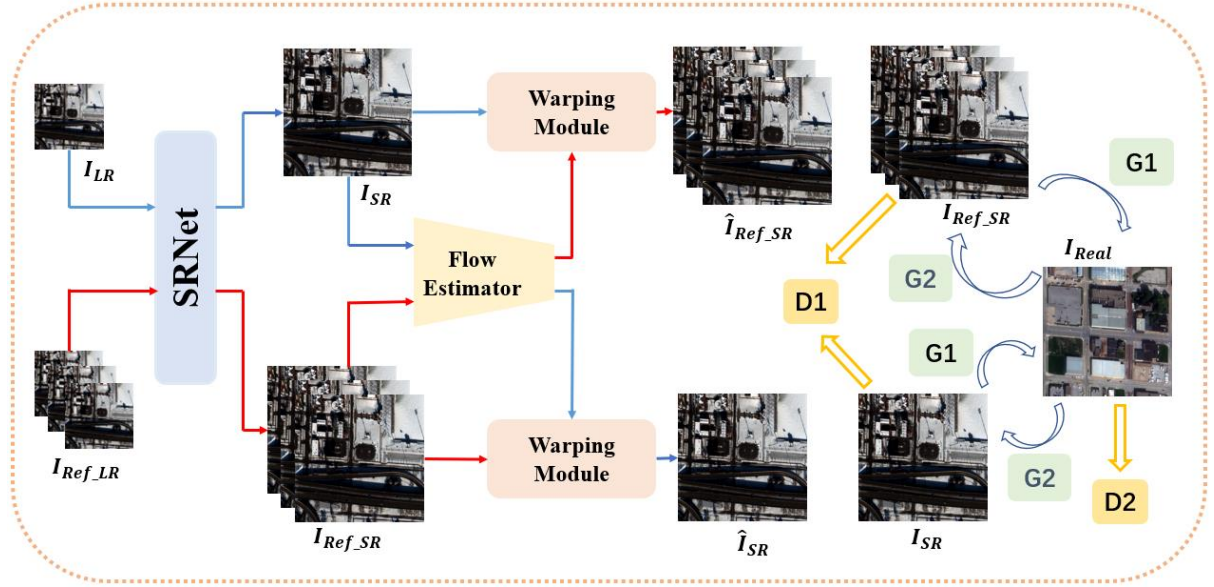 I_LR
SRNet
I_Ref_LR
I_SR
Flow
Estimator
I_Ref_SR
Warping
Module
Warping
Module
Î_Ref_SR
Î_SR
I_Ref_SR
G1
I_Real
G2
D1
G1
G2
I_SR
D2